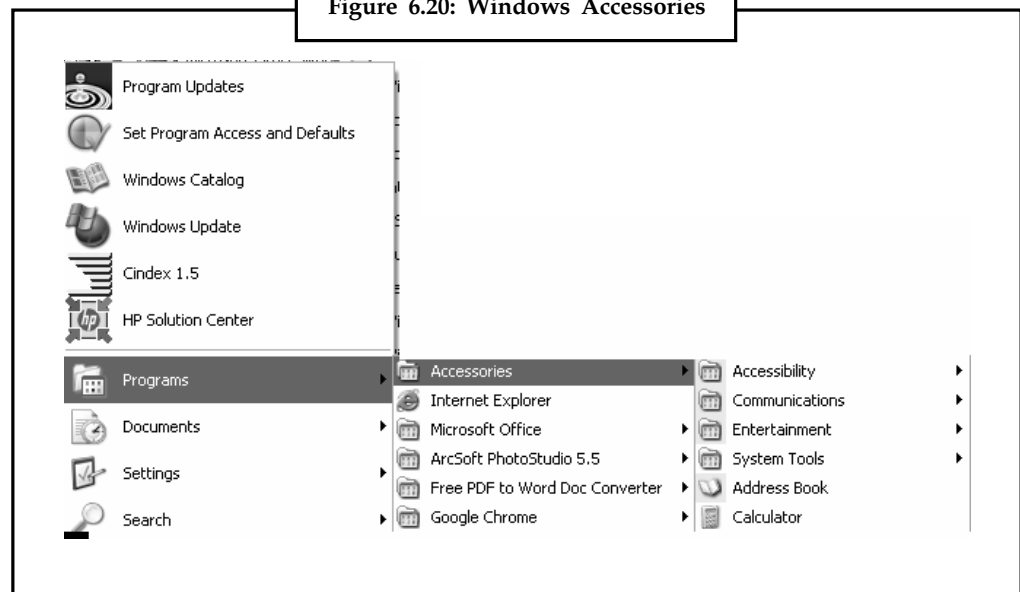 Figure 6.20: Windows Accessories
Program Updates
Set Program Access and Defaults
Windows Catalog
Windows Update
Cindex 1.5
hp HP Solution Center
Programs
Documents
Settings
Search
Accessories
Internet Explorer
Microsoft Office
ArcSoft PhotoStudio 5.5
Free PDF to Word Doc Converter
Google Chrome
Accessibility
Communications
Entertainment
System Tools
Address Book
Calculator